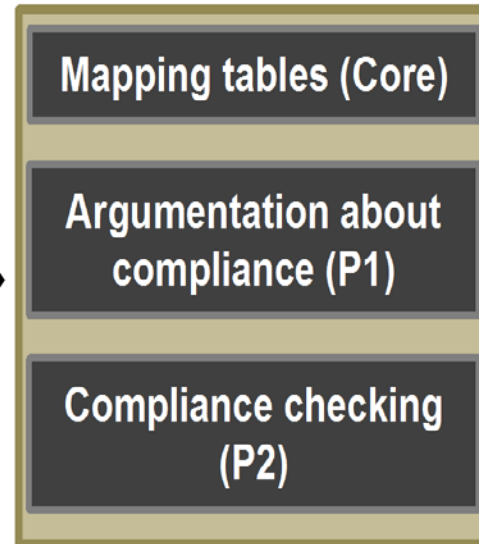 Mapping tables (Core)
Argumentation about
compliance (P1)
Compliance checking
(P2)